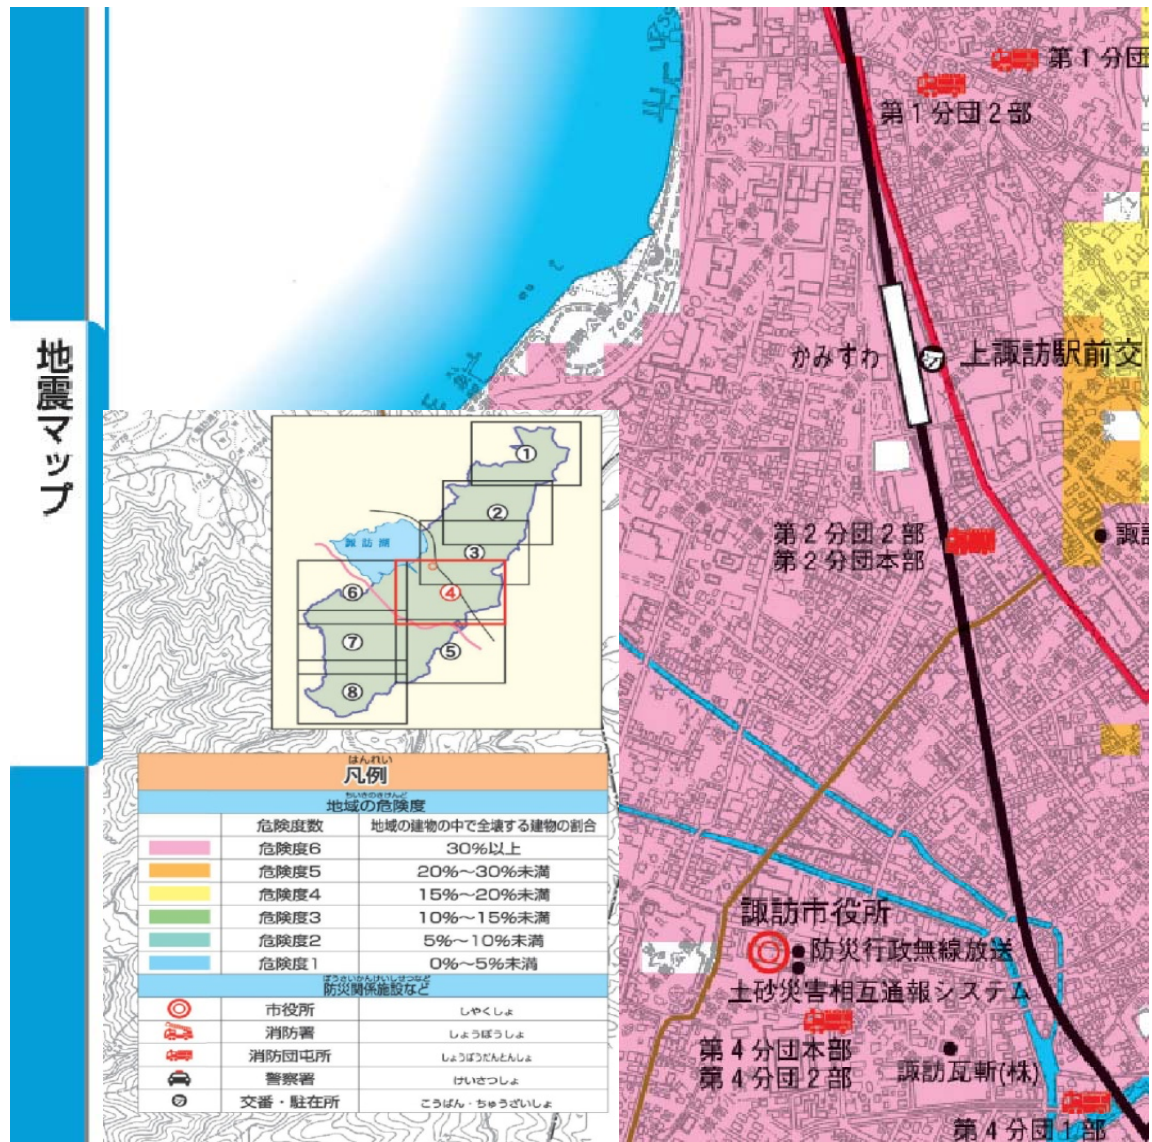 地震マップ
第1分団
第1分団2部
かみすわ
上諏訪駅前交
第2分団2部
第2分団本部
諏訪市役所
防災行政無線放送
土砂災害相互通報システム
第4分団本部
第4分団2部
諏訪瓦斯(株)
第4分団1部
諏訪湖
①
②
③
④
⑤
⑥
⑦
⑧
はんれい
凡例
ちいきのきけんど
地域の危険度
危険度数 地域の建物の中で全壊する建物の割合
危険度6 30%以上
危険度5 20%～30%未満
危険度4 15%～20%未満
危険度3 10%～15%未満
危険度2 5%～10%未満
危険度1 0%～5%未満
ぼうさいかんけいしせつなど
防災関係施設など
市役所 しやくしょ
消防署 しょうぼうしょ
消防団屯所 しょうぼうだんとんしょ
警察署 けいさつしょ
交番・駐在所 こうばん・ちゅうざいしょ